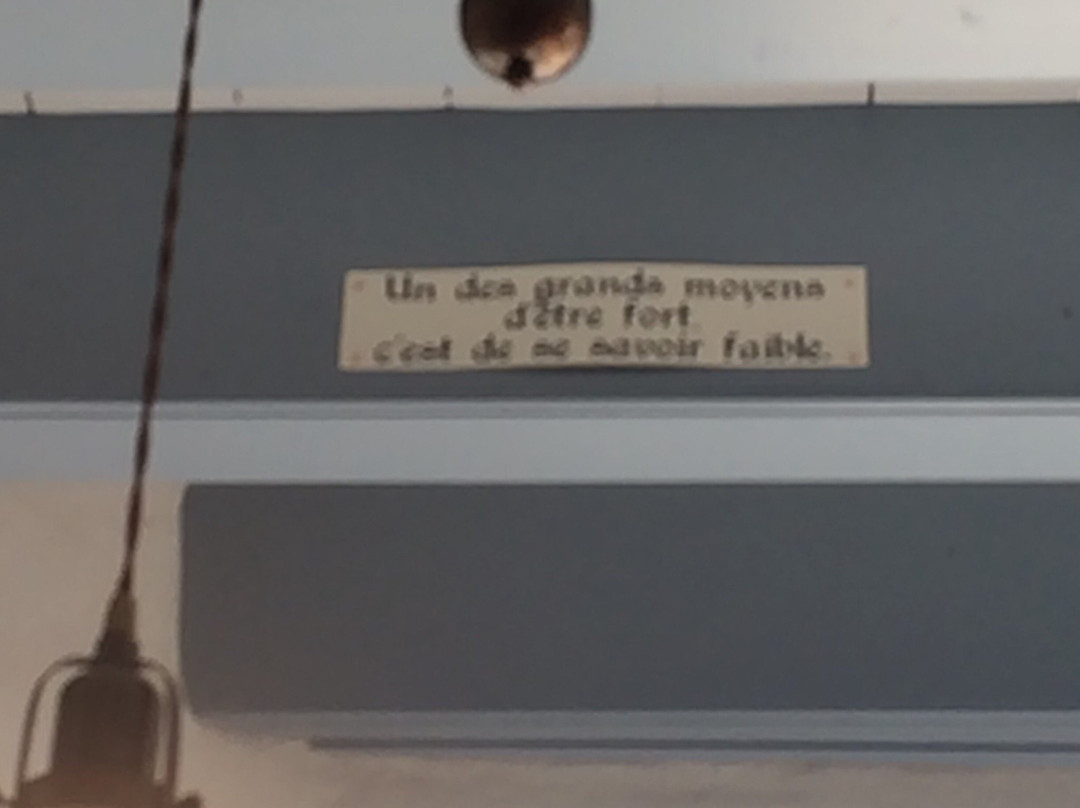 Un des grands moyens
d'être fort
c'est de se savoir faible.